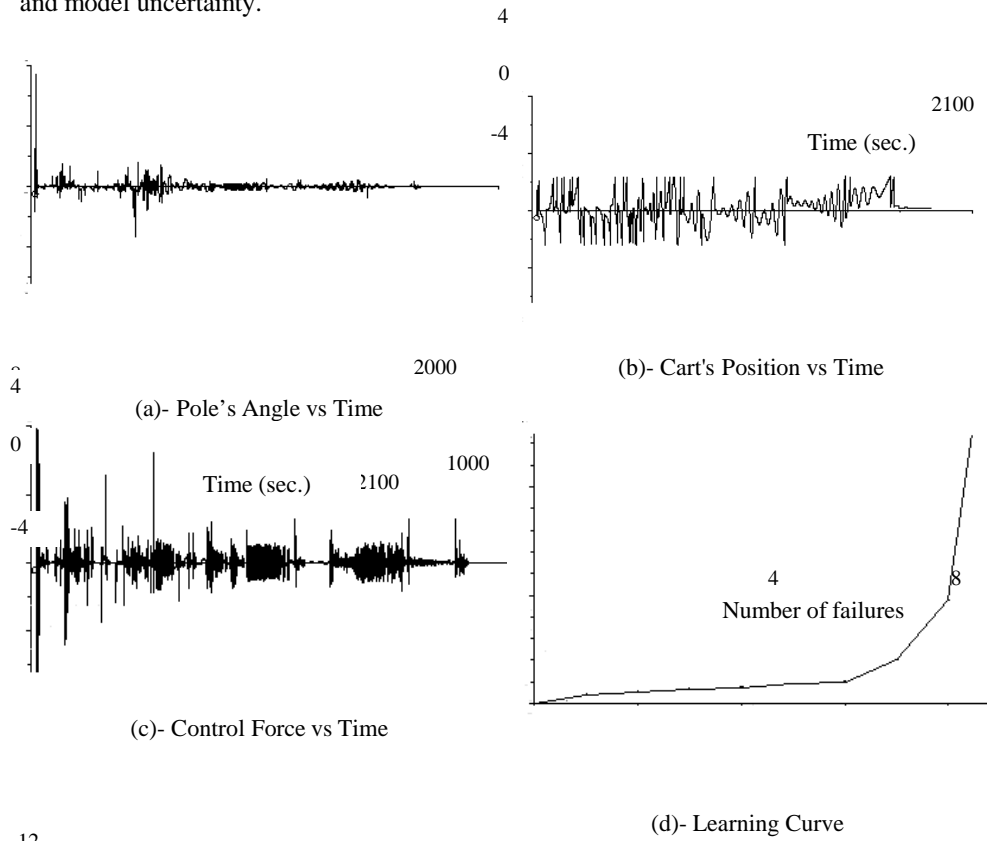 and model uncertainty.
4
0
-4
2100
Time (sec.)
(b)- Cart's Position vs Time
2000
4
(a)- Pole’s Angle vs Time
0
1000
Time (sec.)
2100
-4
4
8
Number of failures
(c)- Control Force vs Time
(d)- Learning Curve
12